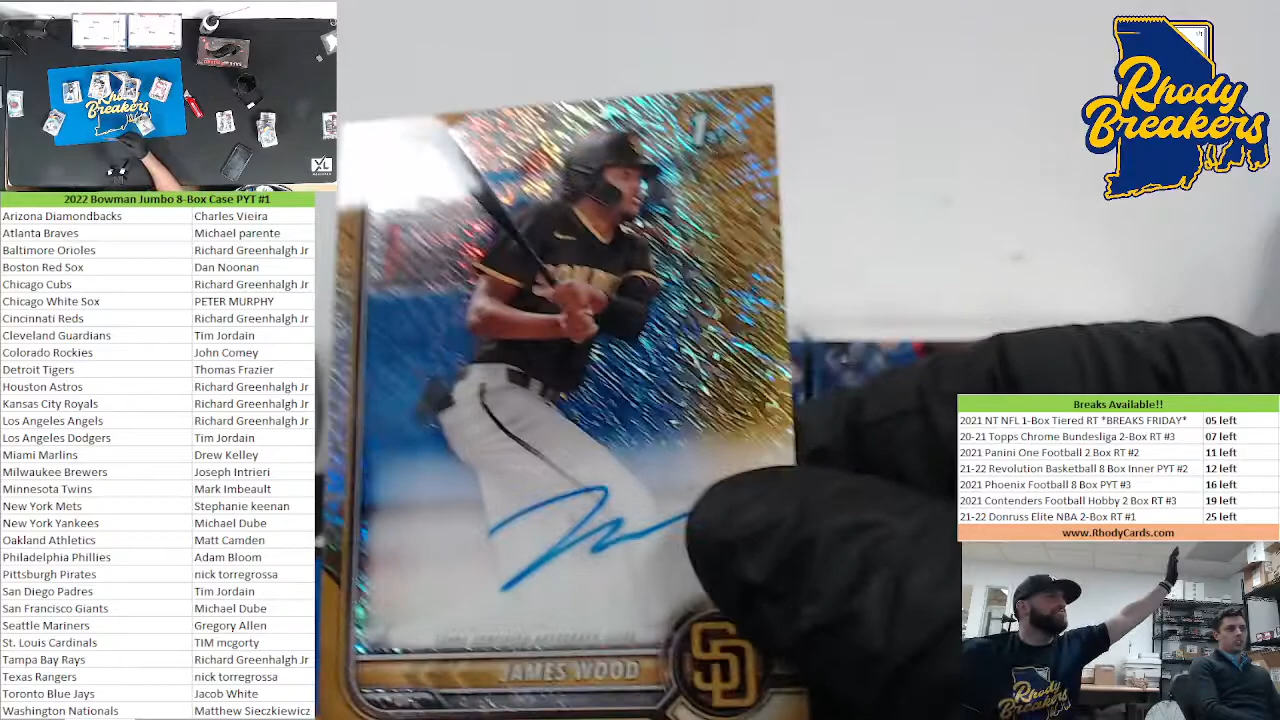 2022 Bowman Jumbo 8-Box Case PYT #1
Arizona Diamondbacks Charles Vieira
Atlanta Braves Michael parente
Baltimore Orioles Richard Greenhalgh Jr
Boston Red Sox Dan Noonan
Chicago Cubs Richard Greenhalgh Jr
Chicago White Sox PETER MURPHY
Cincinnati Reds Richard Greenhalgh Jr
Cleveland Guardians Tim Jordain
Colorado Rockies John Comey
Detroit Tigers Thomas Frazier
Houston Astros Richard Greenhalgh Jr
Kansas City Royals Richard Greenhalgh Jr
Los Angeles Angels Richard Greenhalgh Jr
Los Angeles Dodgers Tim Jordain
Miami Marlins Drew Kelley
Milwaukee Brewers Joseph Intrieri
Minnesota Twins Mark Imbeault
New York Mets Stephanie keenan
New York Yankees Michael Dube
Oakland Athletics Matt Camden
Philadelphia Phillies Adam Bloom
Pittsburgh Pirates nick torregrossa
San Diego Padres Tim Jordain
San Francisco Giants Michael Dube
Seattle Mariners Gregory Allen
St. Louis Cardinals TIM mcgorty
Tampa Bay Rays Richard Greenhalgh Jr
Texas Rangers nick torregrossa
Toronto Blue Jays Jacob White
Washington Nationals Matthew Sieczkiewicz
Rhody
Breakers
XL
JAMES WOOD
SD
Rhody
Breakers
Breaks Available!!
2021 NT NFL 1-Box Tiered RT *BREAKS FRIDAY* 05 left
20-21 Topps Chrome Bundesliga 2-Box RT #3 07 left
2021 Panini One Football 2 Box RT #2 11 left
21-22 Revolution Basketball 8 Box Inner PYT #2 12 left
2021 Phoenix Football 8 Box PYT #3 16 left
2021 Contenders Football Hobby 2 Box RT #3 19 left
21-22 Donruss Elite NBA 2-Box RT #1 25 left
www.RhodyCards.com
Rhody
Breakers